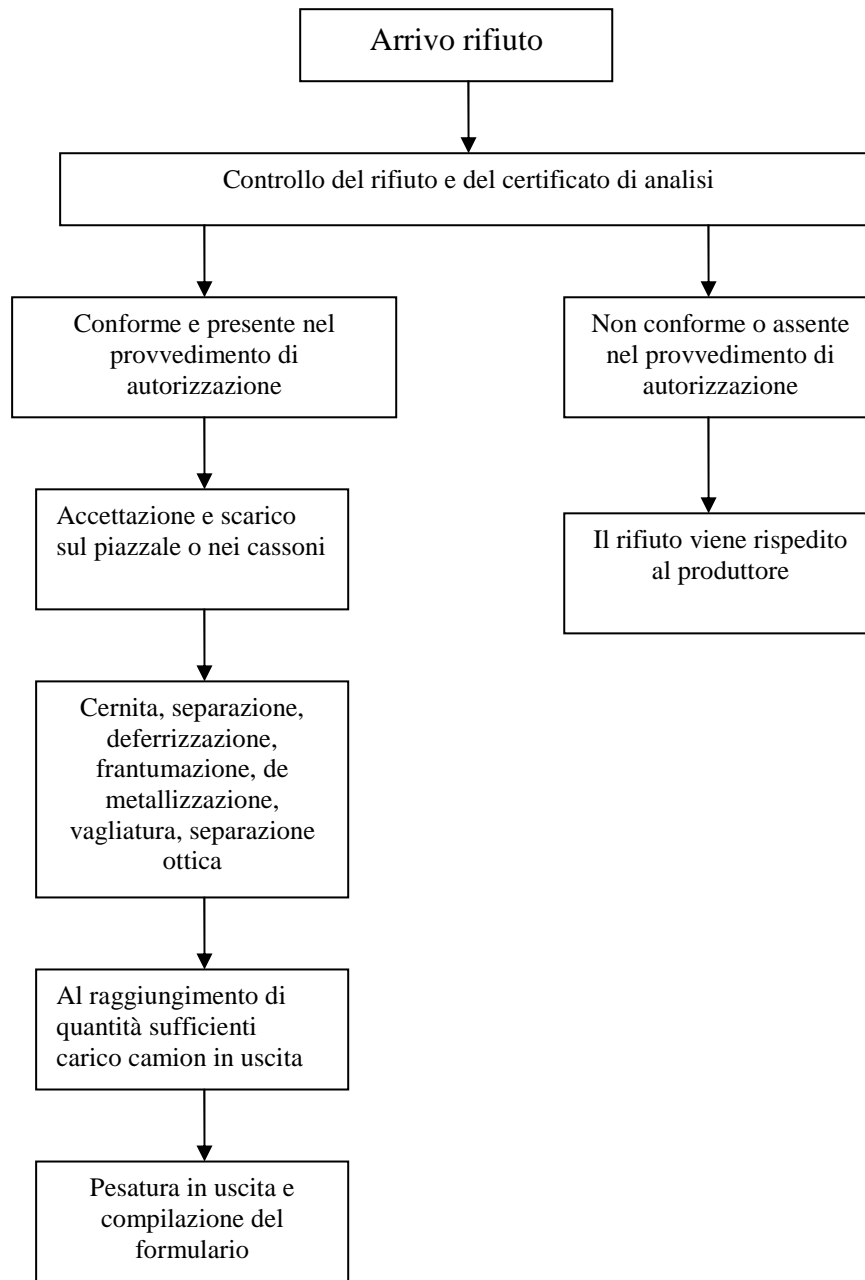 Arrivo rifiuto
Controllo del rifiuto e del certificato di analisi
Conforme e presente nel
provvedimento di
autorizzazione
Non conforme o assente
nel provvedimento di
autorizzazione
Accettazione e scarico
sul piazzale o nei cassoni
Il rifiuto viene rispedito
al produttore
Cernita, separazione,
deferrizzazione,
frantumazione, de
metallizzazione,
vagliatura, separazione
ottica
Al raggiungimento di
quantità sufficienti
carico camion in uscita
Pesatura in uscita e
compilazione del
formulario